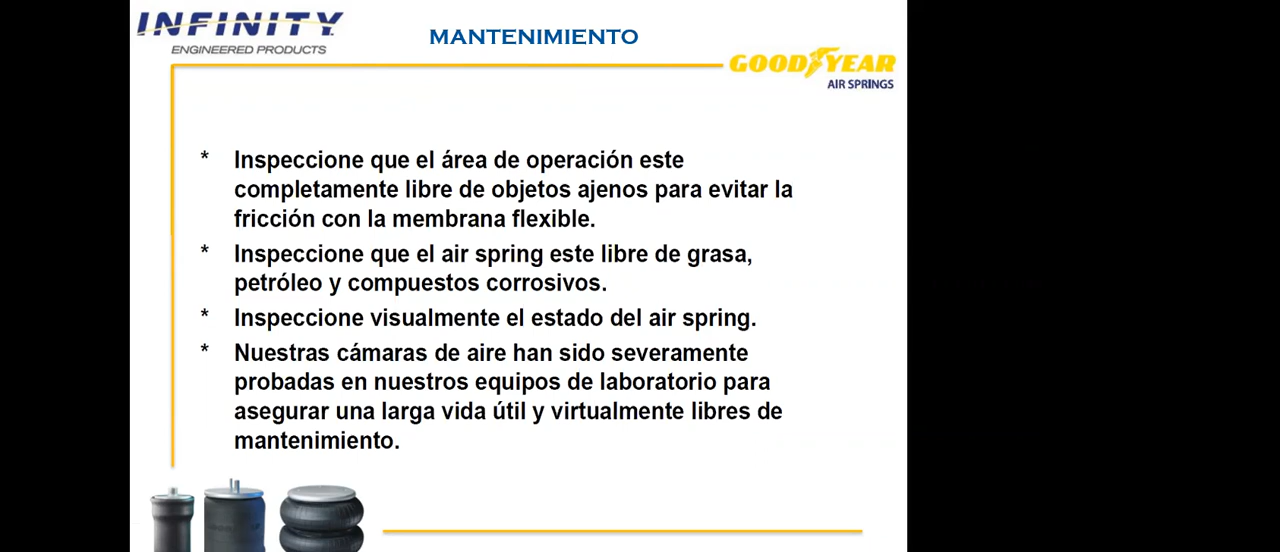 INFINITY
ENGINEERED PRODUCTS
MANTENIMIENTO
GOODYEAR
AIR SPRINGS
* Inspeccione que el área de operación este
completamente libre de objetos ajenos para evitar la
fricción con la membrana flexible.
* Inspeccione que el air spring este libre de grasa,
petróleo y compuestos corrosivos.
* Inspeccione visualmente el estado del air spring.
* Nuestras cámaras de aire han sido severamente
probadas en nuestros equipos de laboratorio para
asegurar una larga vida útil y virtualmente libres de
mantenimiento.